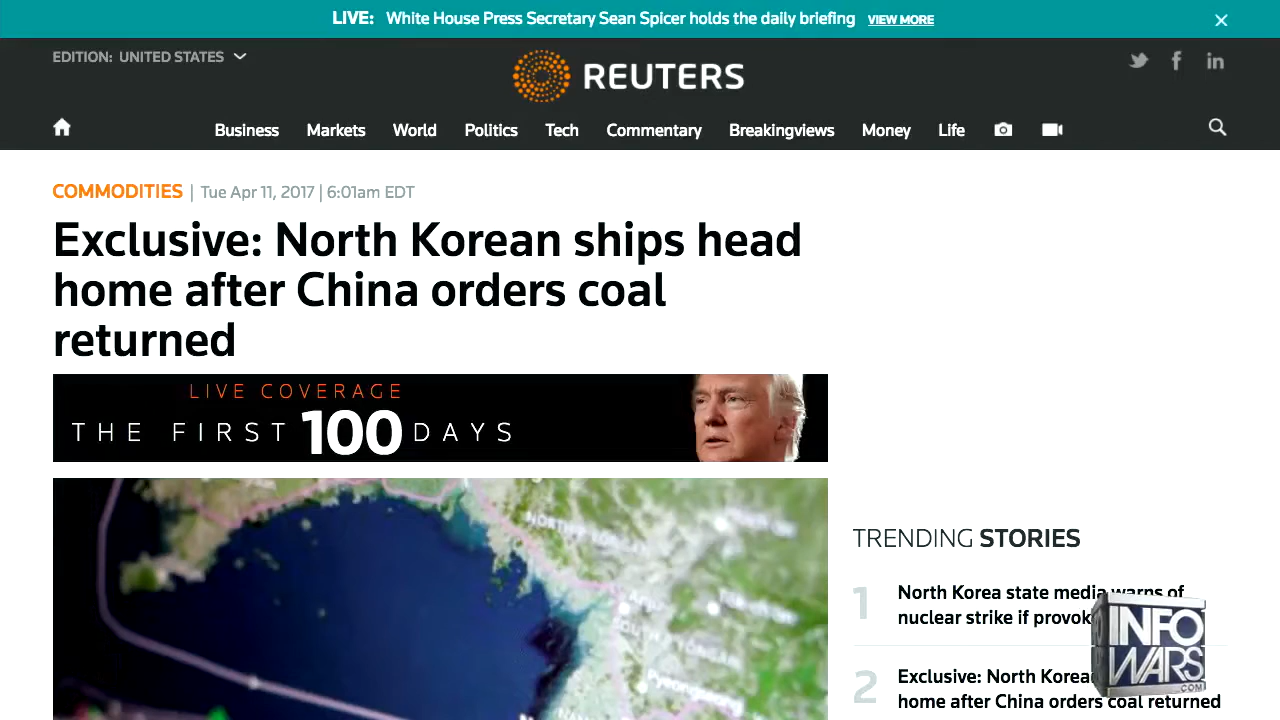 LIVE: White House Press Secretary Sean Spicer holds the daily briefing VIEW MORE
EDITION: UNITED STATES
REUTERS
Business Markets World Politics Tech Commentary Breakingviews Money Life
COMMODITIES | Tue Apr 11, 2017 | 6:01am EDT
Exclusive: North Korean ships head
home after China orders coal
returned
LIVE COVERAGE
THE FIRST 100 DAYS
TRENDING STORIES
1 North Korea state media warns of
nuclear strike if
2 Exclusive: North
home after China orders coal returned
INFO
WARS
.COM